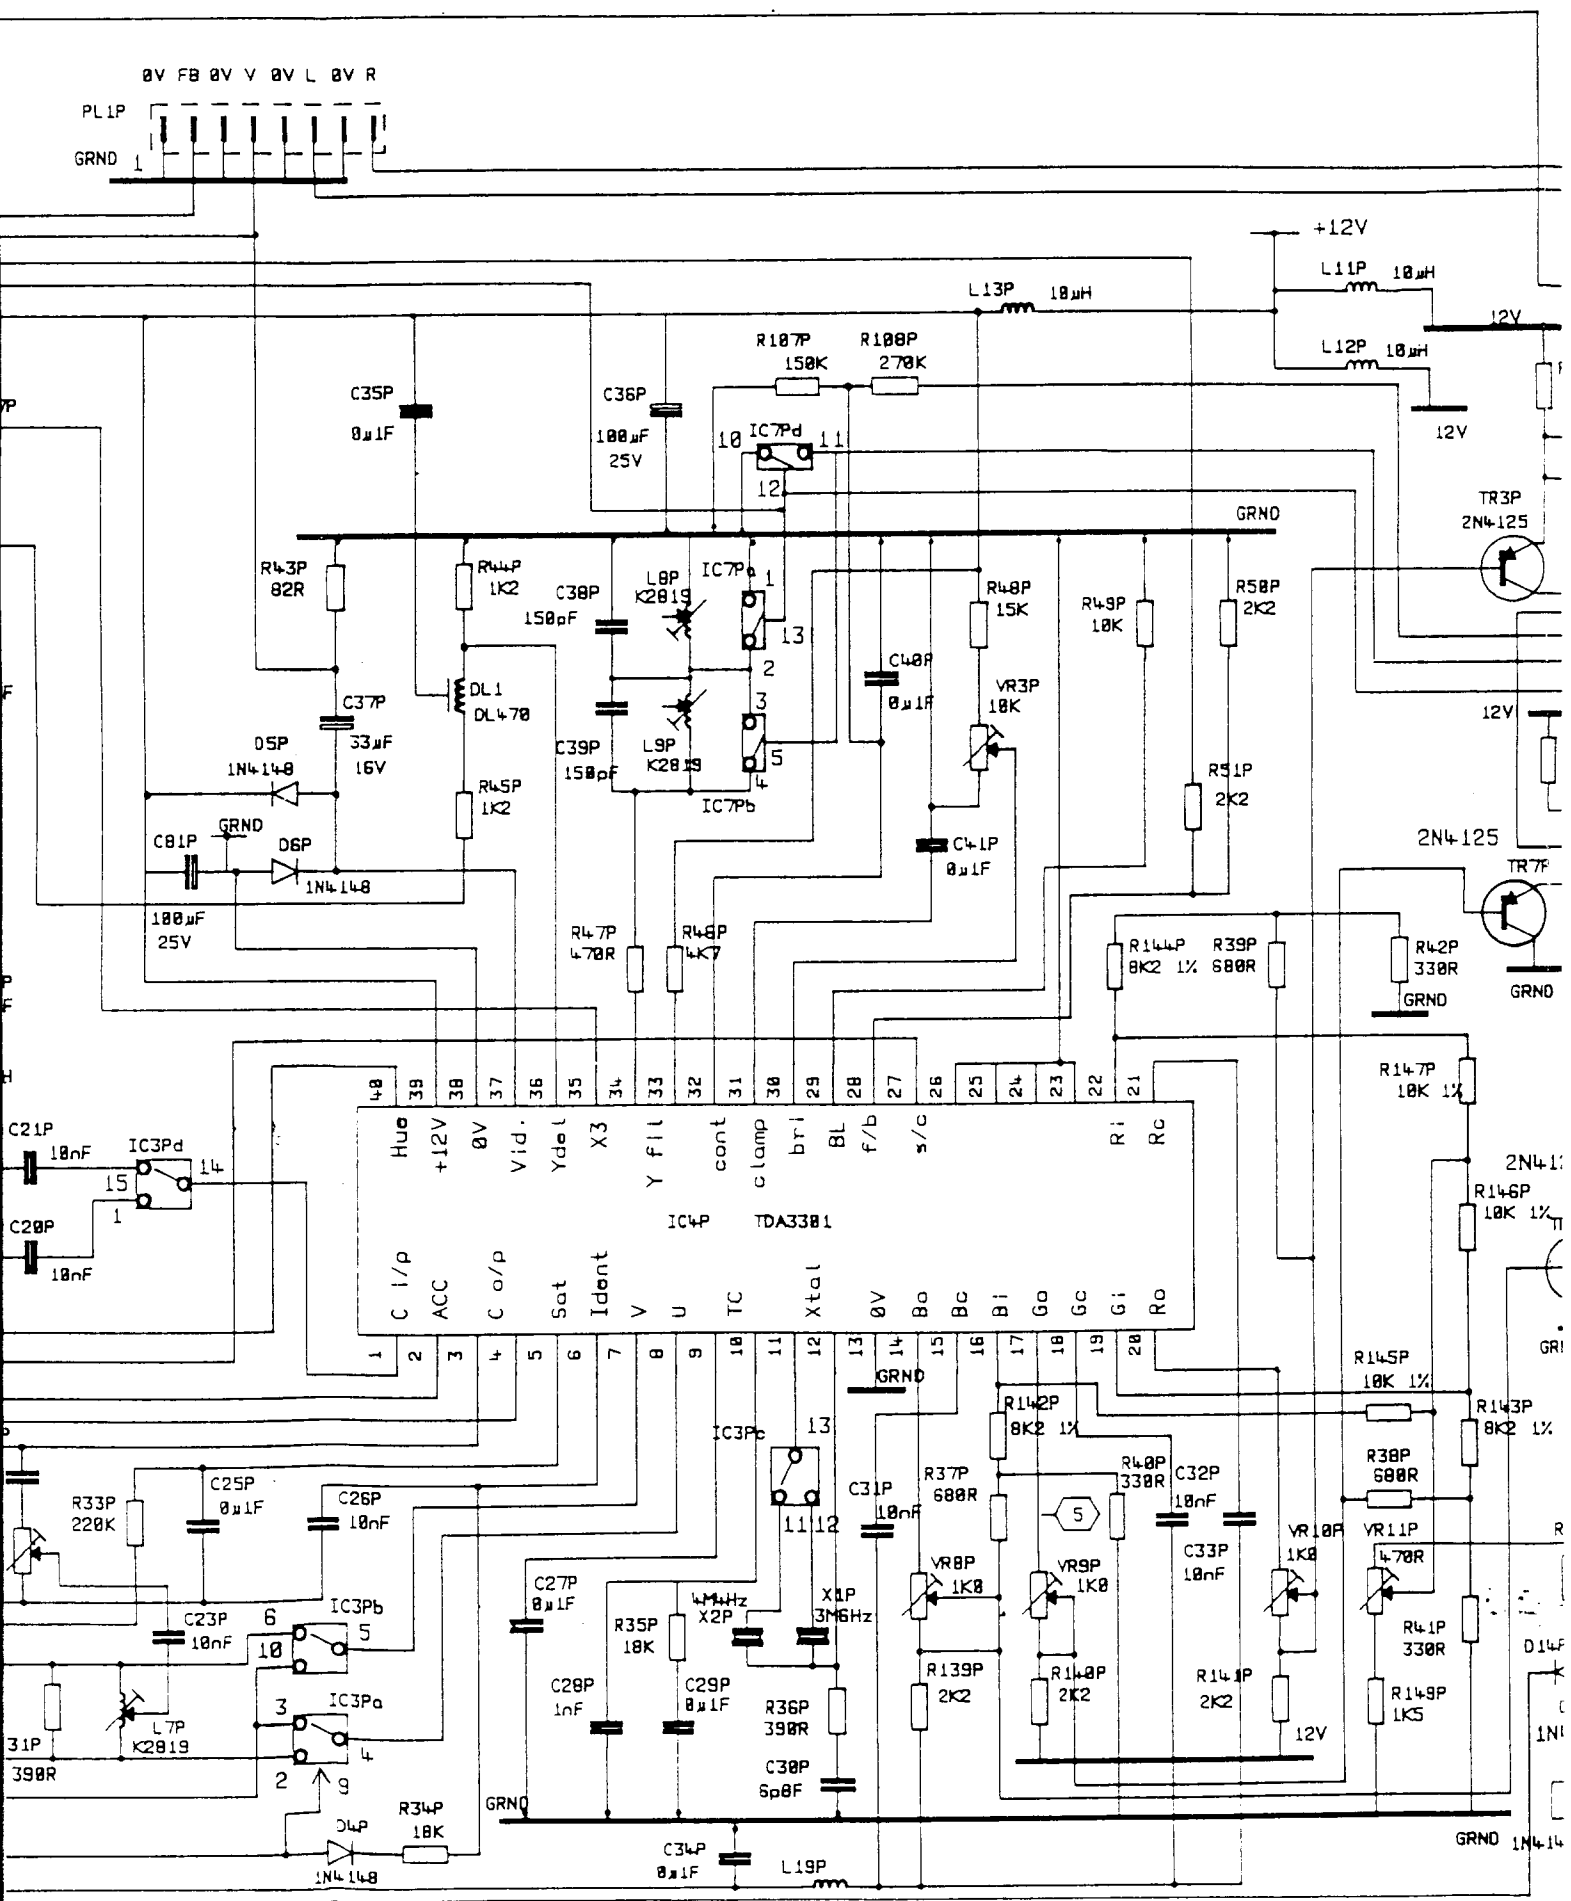 0V FB 0V V 0V L 0V R
PL1P
GRND 1
+12V
L11P 10µH
L13P 10µH
12V
R107P R108P
150K 270K
L12P 10µH
C35P
0µ1F
C36P
100µF
25V
10 IC7Pd 11
12
12V
TR3P
2N4125
GRND
R43P
82R
R44P
1K2
C38P
150pF
L8P
K2819
IC7P
1
13
2
R48P
15K
R49P
10K
R50P
2K2
C40P
0µ1F
VR3P
10K
DL1
DL470
C37P
33µF
16V
3
5
4
12V
C39P
150pF
L9P
K2819
IC7Pb
D5P
1N4148
R45P
1K2
R51P
2K2
C81P
GRND
D6P
1N4148
100µF
25V
C41P
0µ1F
2N4125
TR7P
R47P
470R
R46P
4K7
R144P
8K2 1%
R39P
680R
R42P
330R
GRND
GRND
R147P
10K 1%
40 39 38 37 36 35 34 33 32 31 30 29 28 27 26 25 24 23 22 21
Hue +12V 0V Vid. Ydel X3 Y fil cont clamp bri BL f/b s/c Ri Rc
C21P
10nF
IC3Pd
14
15
1
C20P
10nF
IC4P TDA3301
R146P
10K 1%
C i/p ACC C o/p Sat Ident V U TC Xtal 0V Bo Bc Bi Go Gc Gi Ro
1 2 3 4 5 6 7 8 9 10 11 12 13 14 15 16 17 18 19 20
GRND
R145P
10K 1%
R142P
8K2 1%
R143P
8K2 1%
13
IC3Pc
11 12
R33P
220K
C25P
0µ1F
C26P
10nF
C31P
10nF
R37P
680R
R40P
330R
C32P
10nF
R38P
680R
5
C33P
10nF
VR10P
1K0
VR11P
470R
C27P
0µ1F
4M4Hz
X2P
X1P
3M6Hz
VR8P
1K0
VR9P
1K0
C23P
10nF
6 IC3Pb
5
10
R35P
18K
R41P
330R
C28P
1nF
C29P
0µ1F
R36P
390R
R139P
2K2
R140P
2K2
R141P
2K2
R149P
1K5
L7P
K2819
3 IC3Pa
4
2 9
31P
390R
12V
C30P
6p8F
R34P
18K
D4P
1N4148
GRND
C34P
0µ1F
L19P
GRND